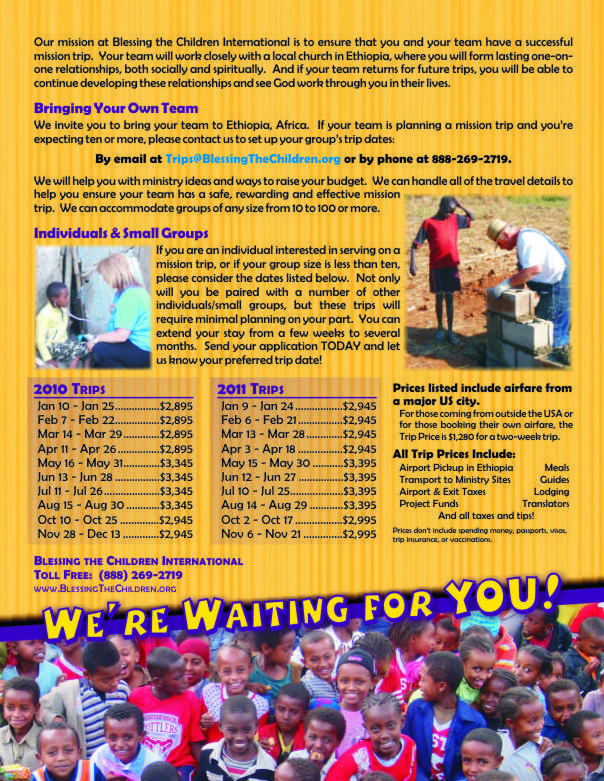 Our mission at Blessing the Children International is to ensure that you and your team have a successful
mission trip. Your team will work closely with a local church in Ethiopia, where you will form lasting one-on-
one relationships, both socially and spiritually. And if your team returns for future trips, you will be able to
continue developing these relationships and see God work through you in their lives.
Bringing Your Own Team
We invite you to bring your team to Ethiopia, Africa. If your team is planning a mission trip and you're
expecting ten or more, please contact us to set up your group's trip dates:
By email at Trips@BlessingTheChildren.org or by phone at 888-269-2719.
We will help you with ministry ideas and ways to raise your budget. We can handle all of the travel details to
help you ensure your team has a safe, rewarding and effective mission
trip. We can accommodate groups of any size from 10 to 100 or more.
Individuals & Small Groups
If you are an individual interested in serving on a
mission trip, or if your group size is less than ten,
please consider the dates listed below. Not only
will you be paired with a number of other
individuals/small groups, but these trips will
require minimal planning on your part. You can
extend your stay from a few weeks to several
months. Send your application TODAY and let
us know your preferred trip date!
2010 Trips
Jan 10 - Jan 25...............$2,895
Feb 7 - Feb 22...............$2,895
Mar 14 - Mar 29............$2,895
Apr 11 - Apr 26..............$2,895
May 16 - May 31............$3,345
Jun 13 - Jun 28...............$3,345
Jul 11 - Jul 26..................$3,345
Aug 15 - Aug 30............$3,345
Oct 10 - Oct 25..............$2,945
Nov 28 - Dec 13............$2,945
2011 Trips
Jan 9 - Jan 24................$2,945
Feb 6 - Feb 21...............$2,945
Mar 13 - Mar 28............$2,945
Apr 3 - Apr 18...............$2,945
May 15 - May 30...........$3,395
Jun 12 - Jun 27..............$3,395
Jul 10 - Jul 25.................$3,395
Aug 14 - Aug 29............$3,395
Oct 2 - Oct 17................$3,995
Nov 6 - Nov 21..............$3,995
Prices listed include airfare from
a major US city.
For those coming from outside the USA or
for those booking their own airfare, the
Trip Price is $1,280 for a two-week trip.
All Trip Prices Include:
Airport Pickup in Ethiopia Meals
Transport to Ministry Sites Guides
Airport & Exit Taxes Lodging
Project Funds Translators
And all taxes and tips!
Prices don't include spending money, passports, visas,
trip insurance, or vaccinations.
Blessing the Children International
Toll Free: (888) 269-2719
www.BlessingTheChildren.org
We're Waiting for YOU!